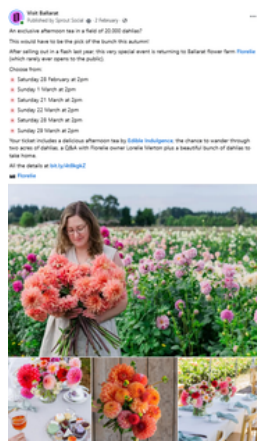 Visit Ballarat
Published by Sprout Social · 2 February ·
An exclusive afternoon tea in a field of 20,000 dahlias?
This would have to be the pick of the bunch this autumn!
After selling out in a flash last year, this very special event is returning to Ballarat flower farm Florelie
(which rarely ever opens to the public).
Choose from:
Saturday 28 February at 2pm
Sunday 1 March at 2pm
Saturday 21 March at 2pm
Sunday 22 March at 2pm
Saturday 28 March at 2pm
Sunday 28 March at 2pm
Your ticket includes a delicious afternoon tea by Edible Indulgence, the chance to wander through
two acres of dahlias, a Q&A with Florelie owner Lorelie Merton plus a beautiful bunch of dahlias to
take home.
All the details at
Florelie